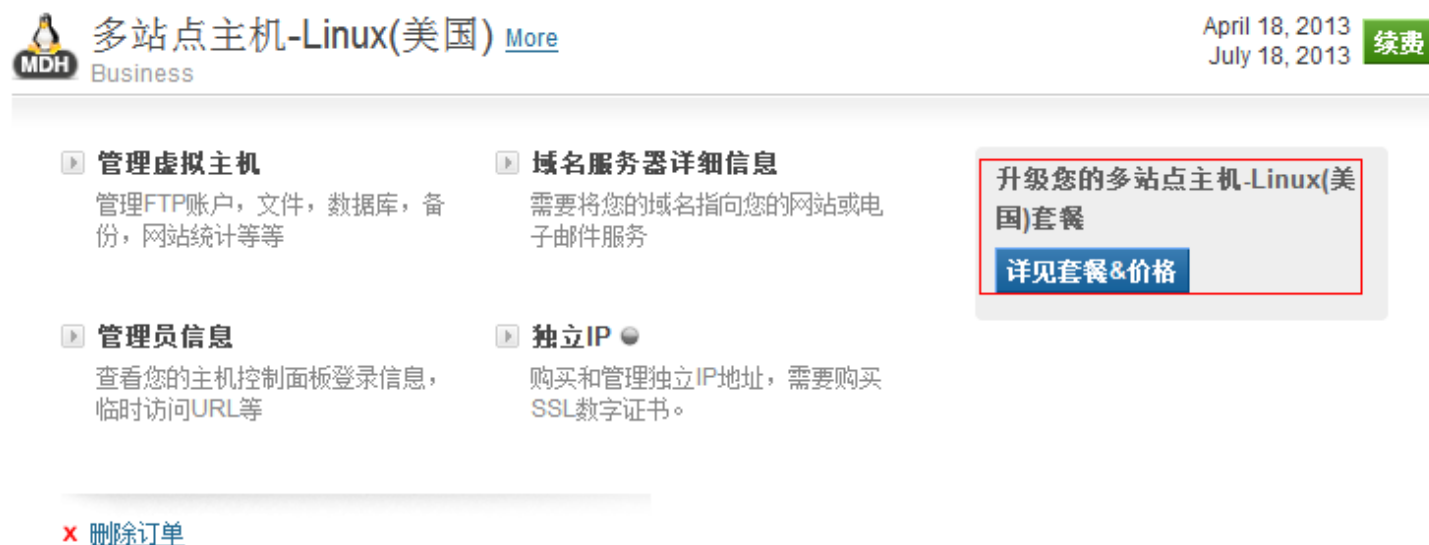 多站点主机-Linux(美国) More
April 18, 2013
July 18, 2013
续费
MDH
Business
管理虚拟主机
管理FTP账户，文件，数据库，备
份，网站统计等等
域名服务器详细信息
需要将您的域名指向您的网站或电
子邮件服务
升级您的多站点主机-Linux(美
国)套餐
详见套餐&价格
管理员信息
查看您的主机控制面板登录信息，
临时访问URL等
独立IP
购买和管理独立IP地址，需要购买
SSL数字证书。
x 删除订单